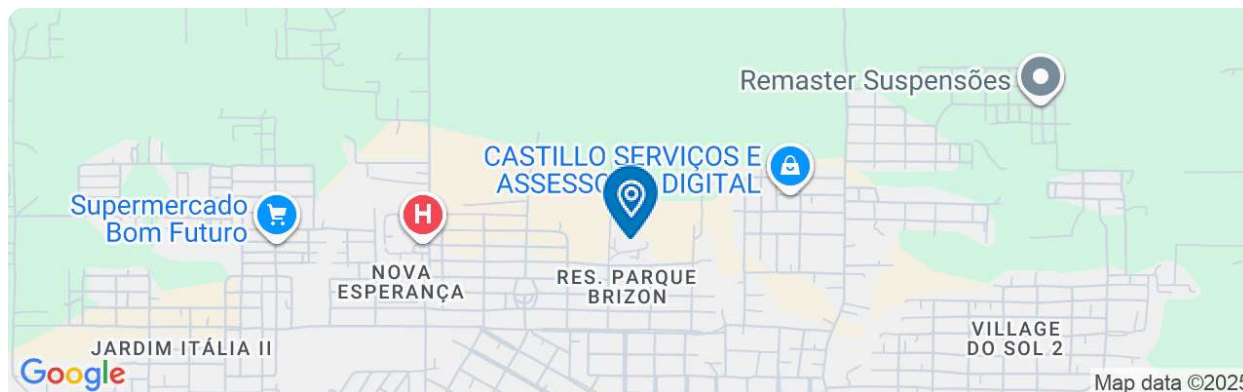 Remaster Suspensões
CASTILLO SERVIÇOS E
ASSESSO DIGITAL
Supermercado
Bom Futuro
H
NOVA
ESPERANÇA
RES. PARQUE
BRIZON
VILLAGE
DO SOL 2
JARDIM ITÁLIA II
Google
Map data ©2025